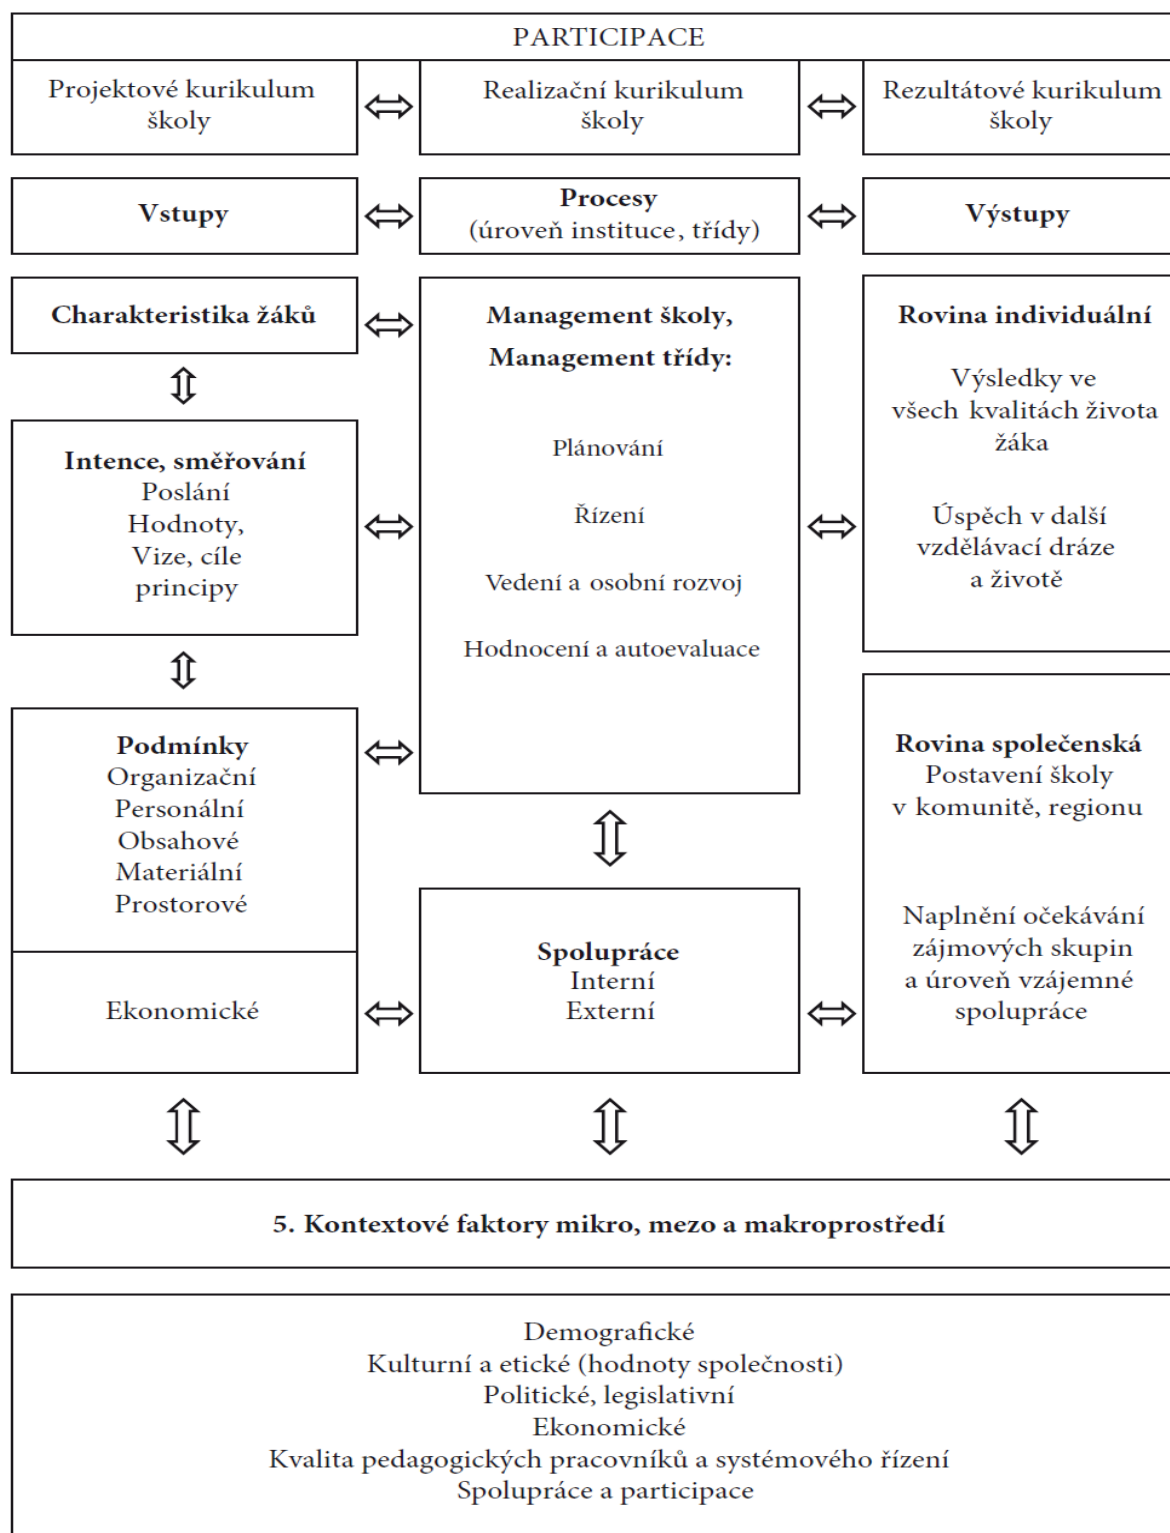 PARTICIPACE
Projektové kurikulum
školy
Realizační kurikulum
školy
Rezultátové kurikulum
školy
Vstupy
Procesy
(úroveň instituce, třídy)
Výstupy
Charakteristika žáků
Intence, směřování
Poslání
Hodnoty,
Vize, cíle
principy
Podmínky
Organizační
Personální
Obsahové
Materiální
Prostorové
Ekonomické
Management školy,
Management třídy:
Plánování
Řízení
Vedení a osobní rozvoj
Hodnocení a autoevaluace
Spolupráce
Interní
Externí
Rovina individuální
Výsledky ve
všech kvalitách života
žáka
Úspěch v další
vzdělávací dráze
a životě
Rovina společenská
Postavení školy
v komunitě, regionu
Naplnění očekávání
zájmových skupin
a úroveň vzájemné
spolupráce
5. Kontextové faktory mikro, mezo a makroprostředí
Demografické
Kulturní a etické (hodnoty společnosti)
Politické, legislativní
Ekonomické
Kvalita pedagogických pracovníků a systémového řízení
Spolupráce a participace